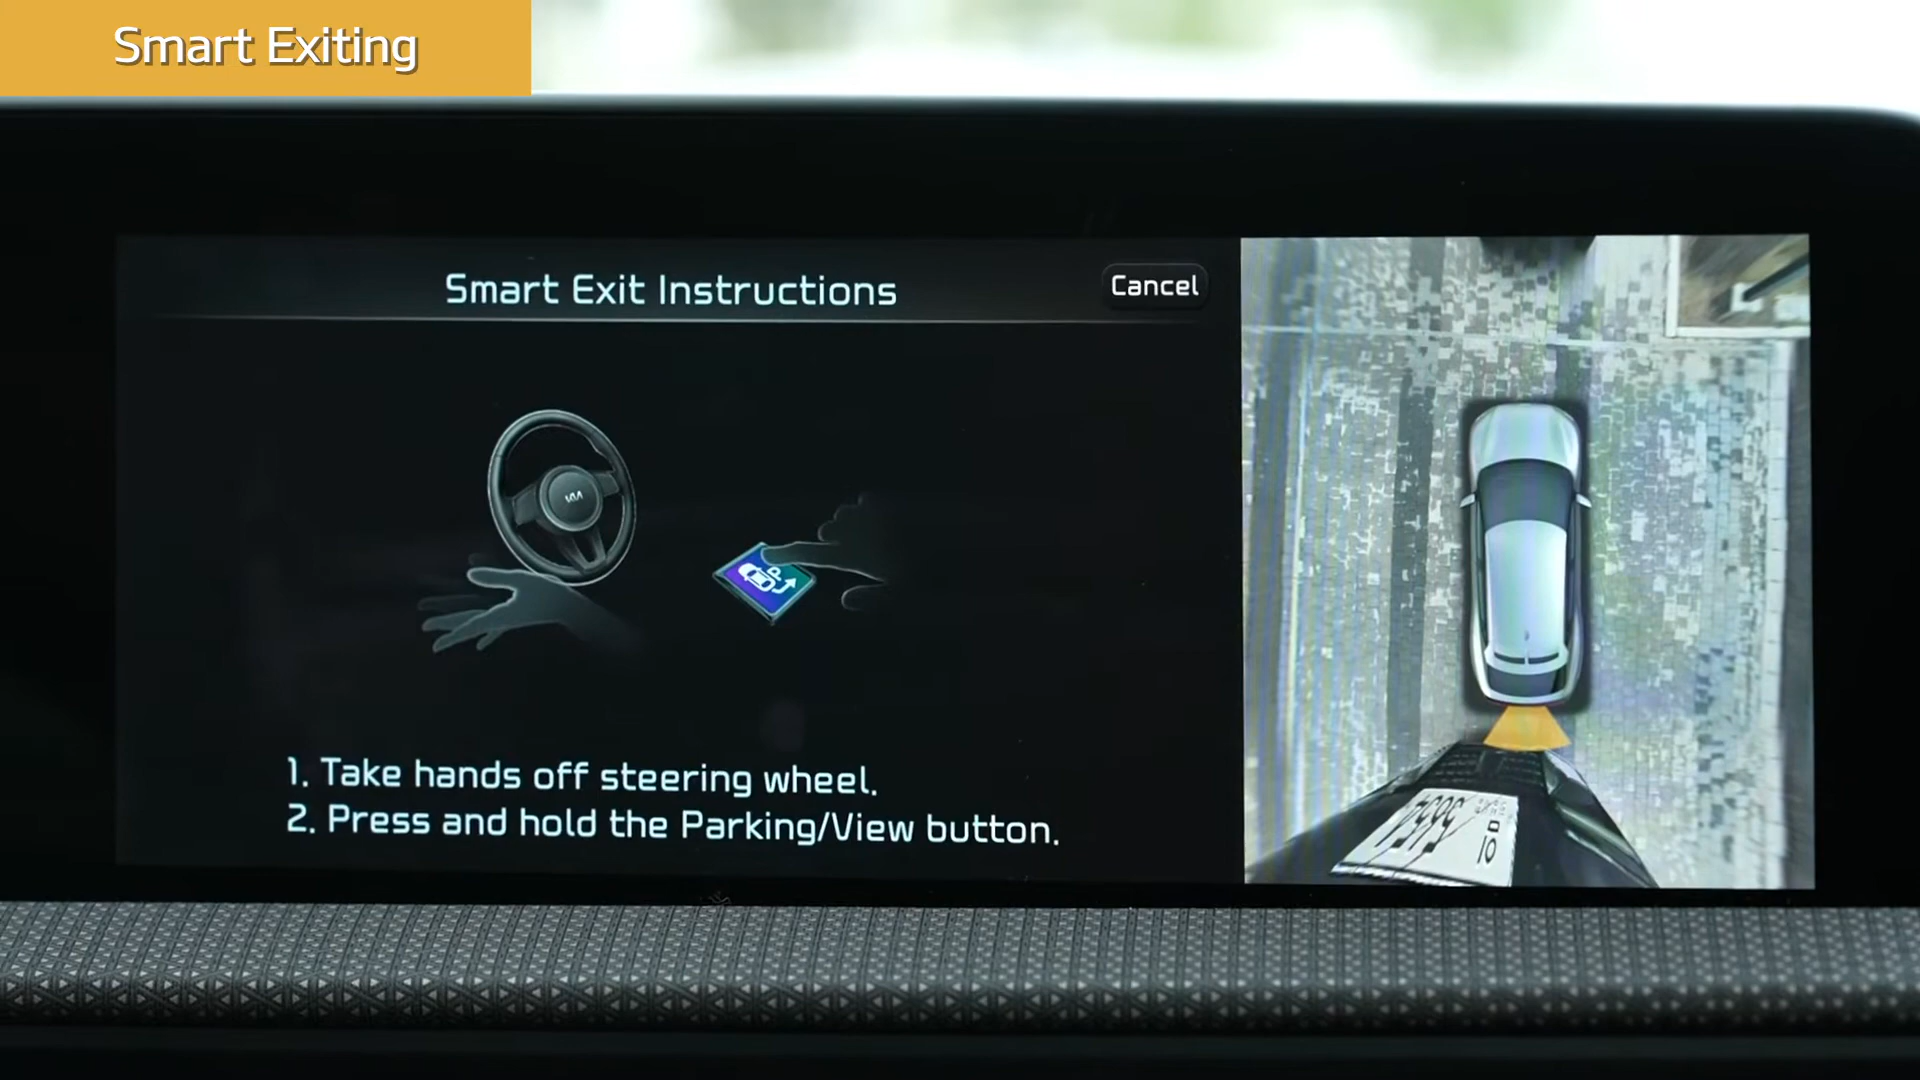 Smart Exiting
Smart Exit Instructions
Cancel
KIA
P
1. Take hands off steering wheel.
2. Press and hold the Parking/View button.